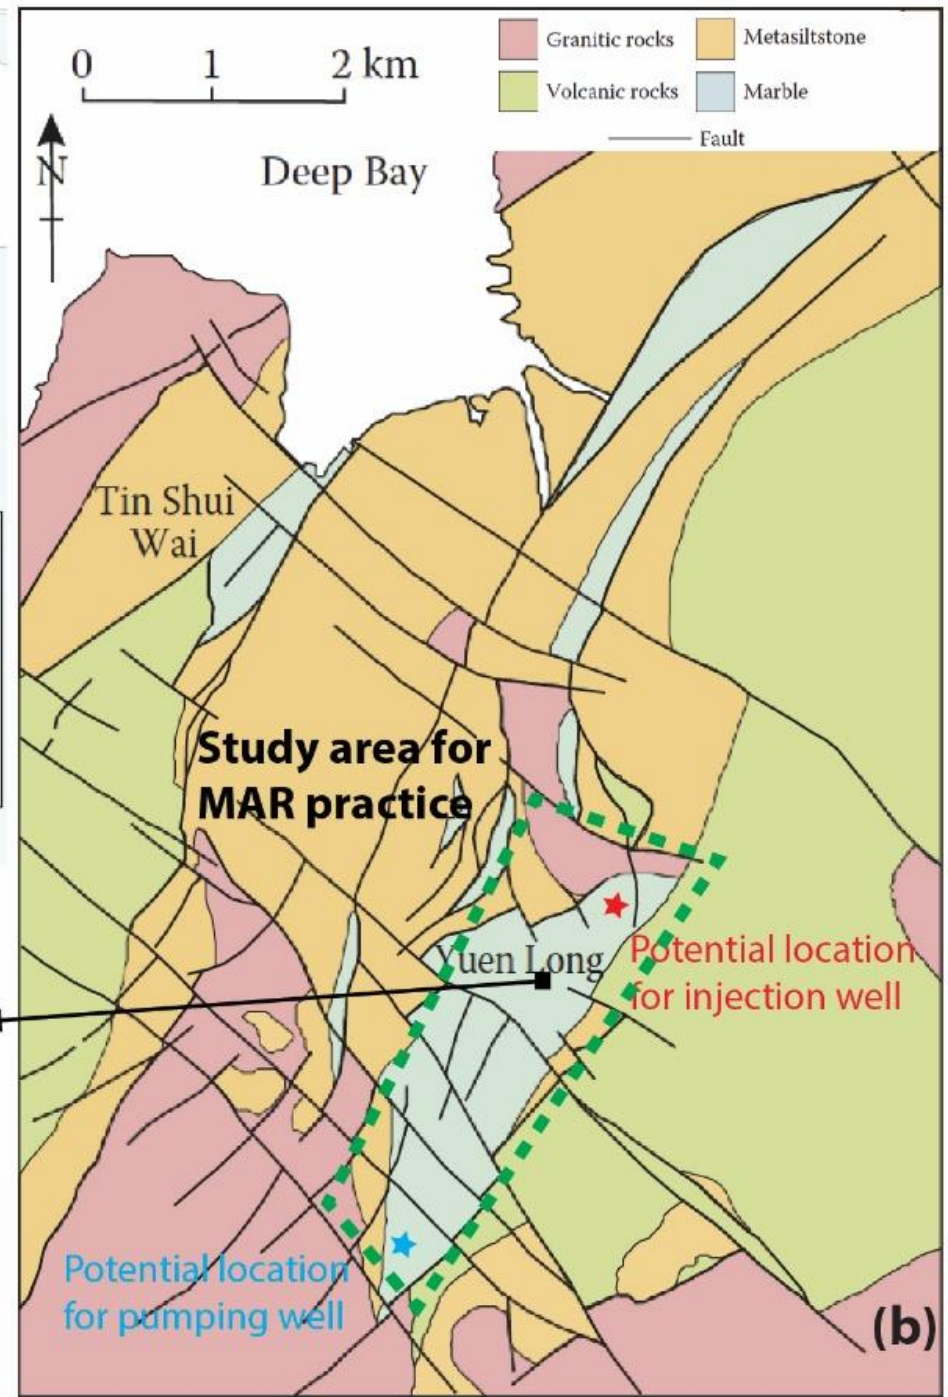 Granitic rocks
Metasiltstone
Volcanic rocks
Marble
Fault
0 1 2 km
N
Deep Bay
Tin Shui
Wai
Study area for
MAR practice
Yuen Long
Potential location
for injection well
Potential location
for pumping well
(b)